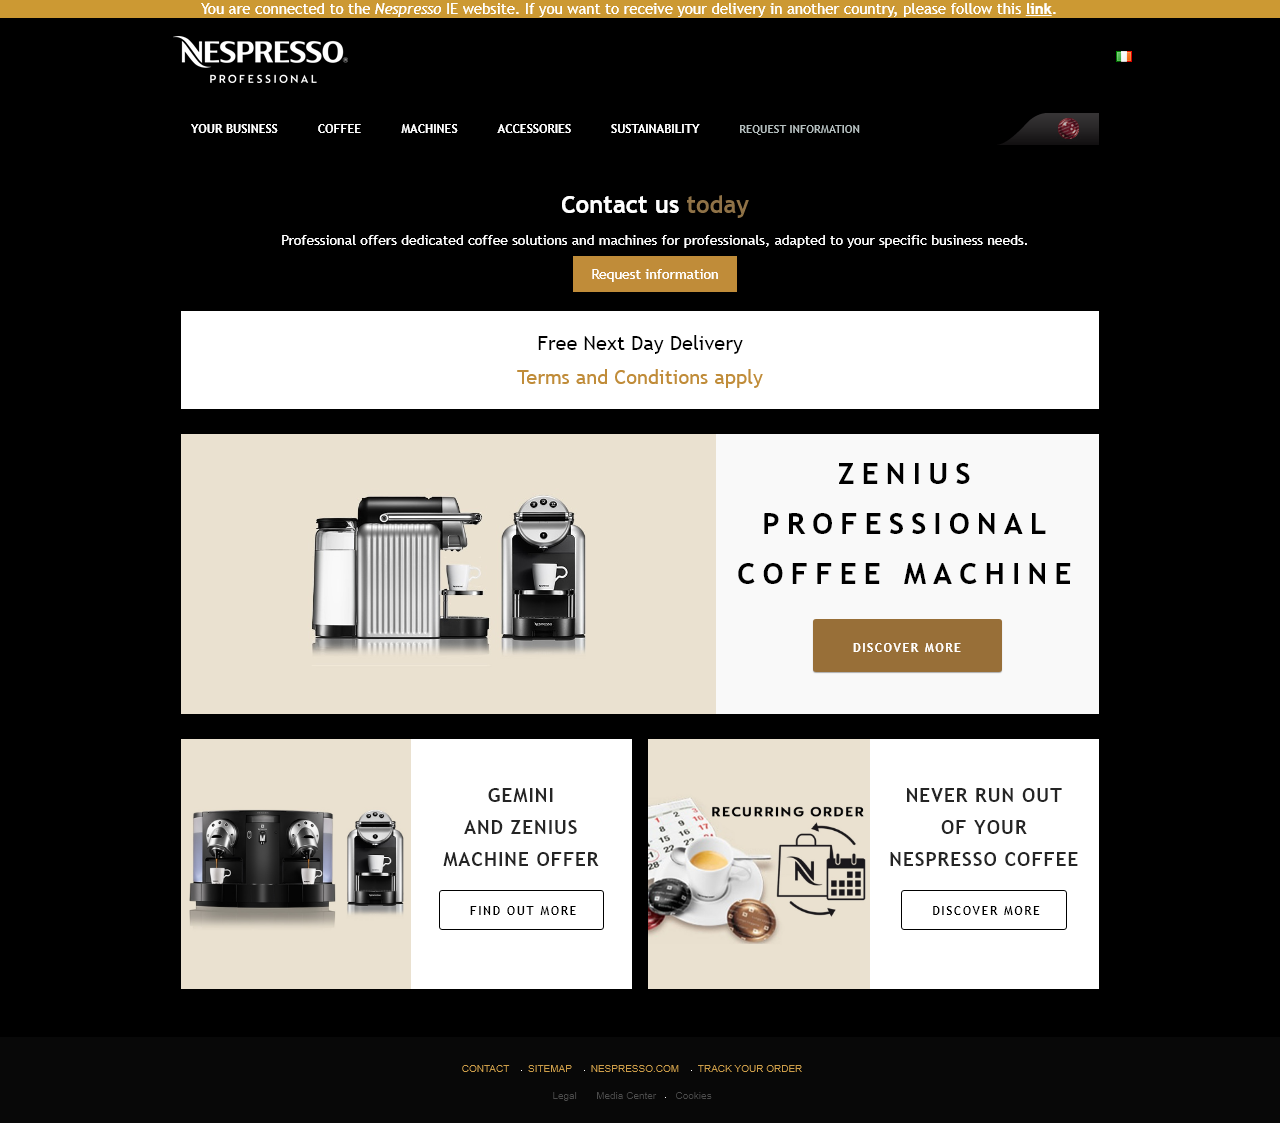 You are connected to the Nespresso IE website. If you want to receive your delivery in another country, please follow this link.
NESPRESSO
PROFESSIONAL
YOUR BUSINESS COFFEE MACHINES ACCESSORIES SUSTAINABILITY REQUEST INFORMATION
Contact us today
Professional offers dedicated coffee solutions and machines for professionals, adapted to your specific business needs.
Request information
Free Next Day Delivery
Terms and Conditions apply
ZENIUS
PROFESSIONAL
COFFEE MACHINE
DISCOVER MORE
GEMINI
AND ZENIUS
MACHINE OFFER
FIND OUT MORE
RECURRING ORDER
NEVER RUN OUT
OF YOUR
NESPRESSO COFFEE
DISCOVER MORE
CONTACT . SITEMAP . NESPRESSO.COM . TRACK YOUR ORDER
Legal Media Center . Cookies